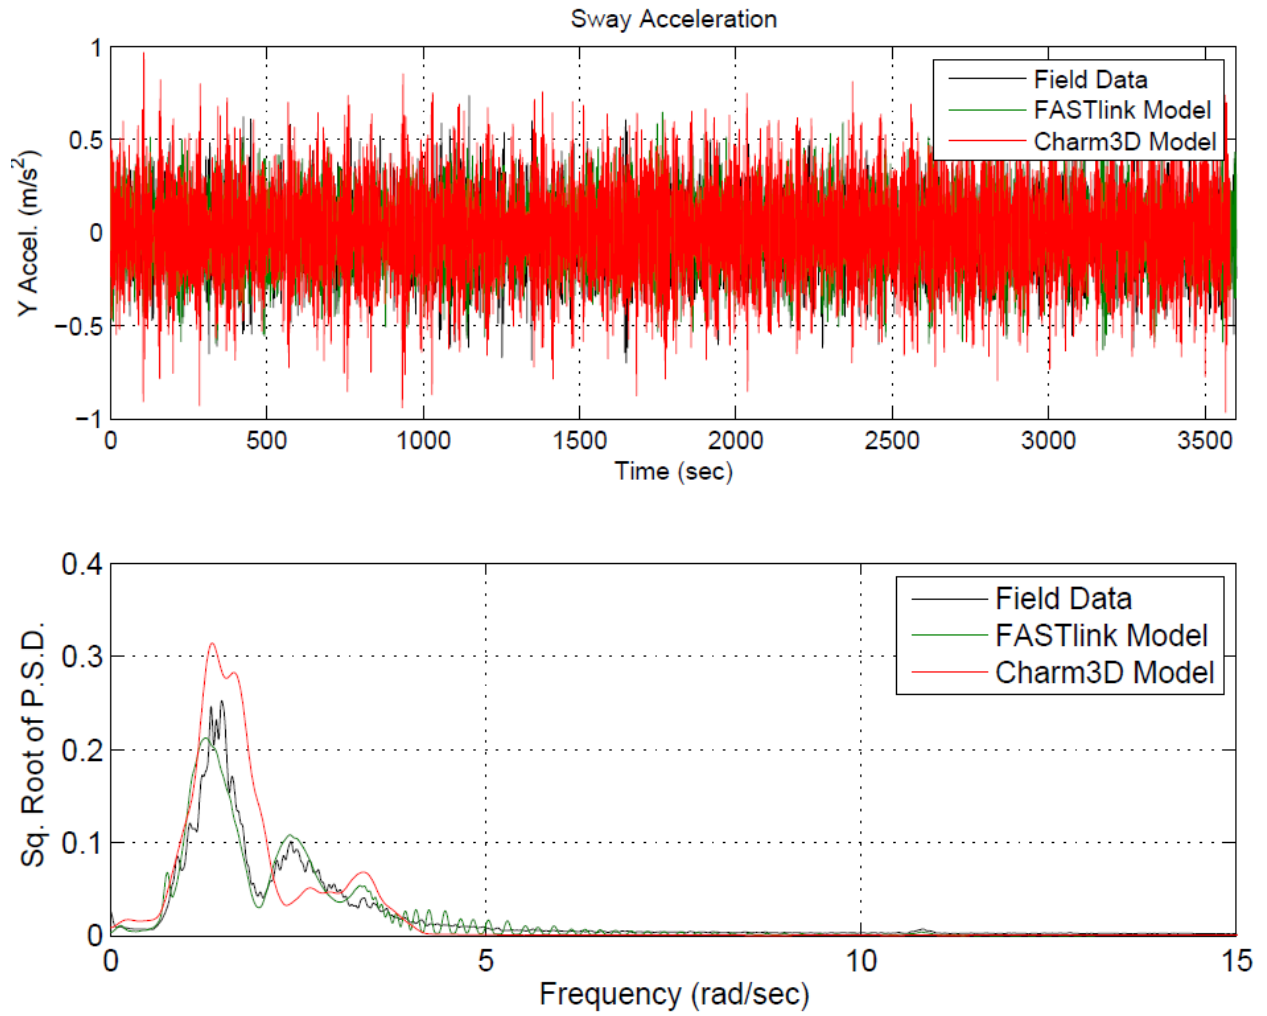 Sway Acceleration
Y Accel. (m/s²)
1
0.5
0
−0.5
−1
Field Data
FASTlink Model
Charm3D Model
0 500 1000 1500 2000 2500 3000 3500
Time (sec)
Sq. Root of P.S.D.
0.4
0.3
0.2
0.1
0
Field Data
FASTlink Model
Charm3D Model
0 5 10 15
Frequency (rad/sec)